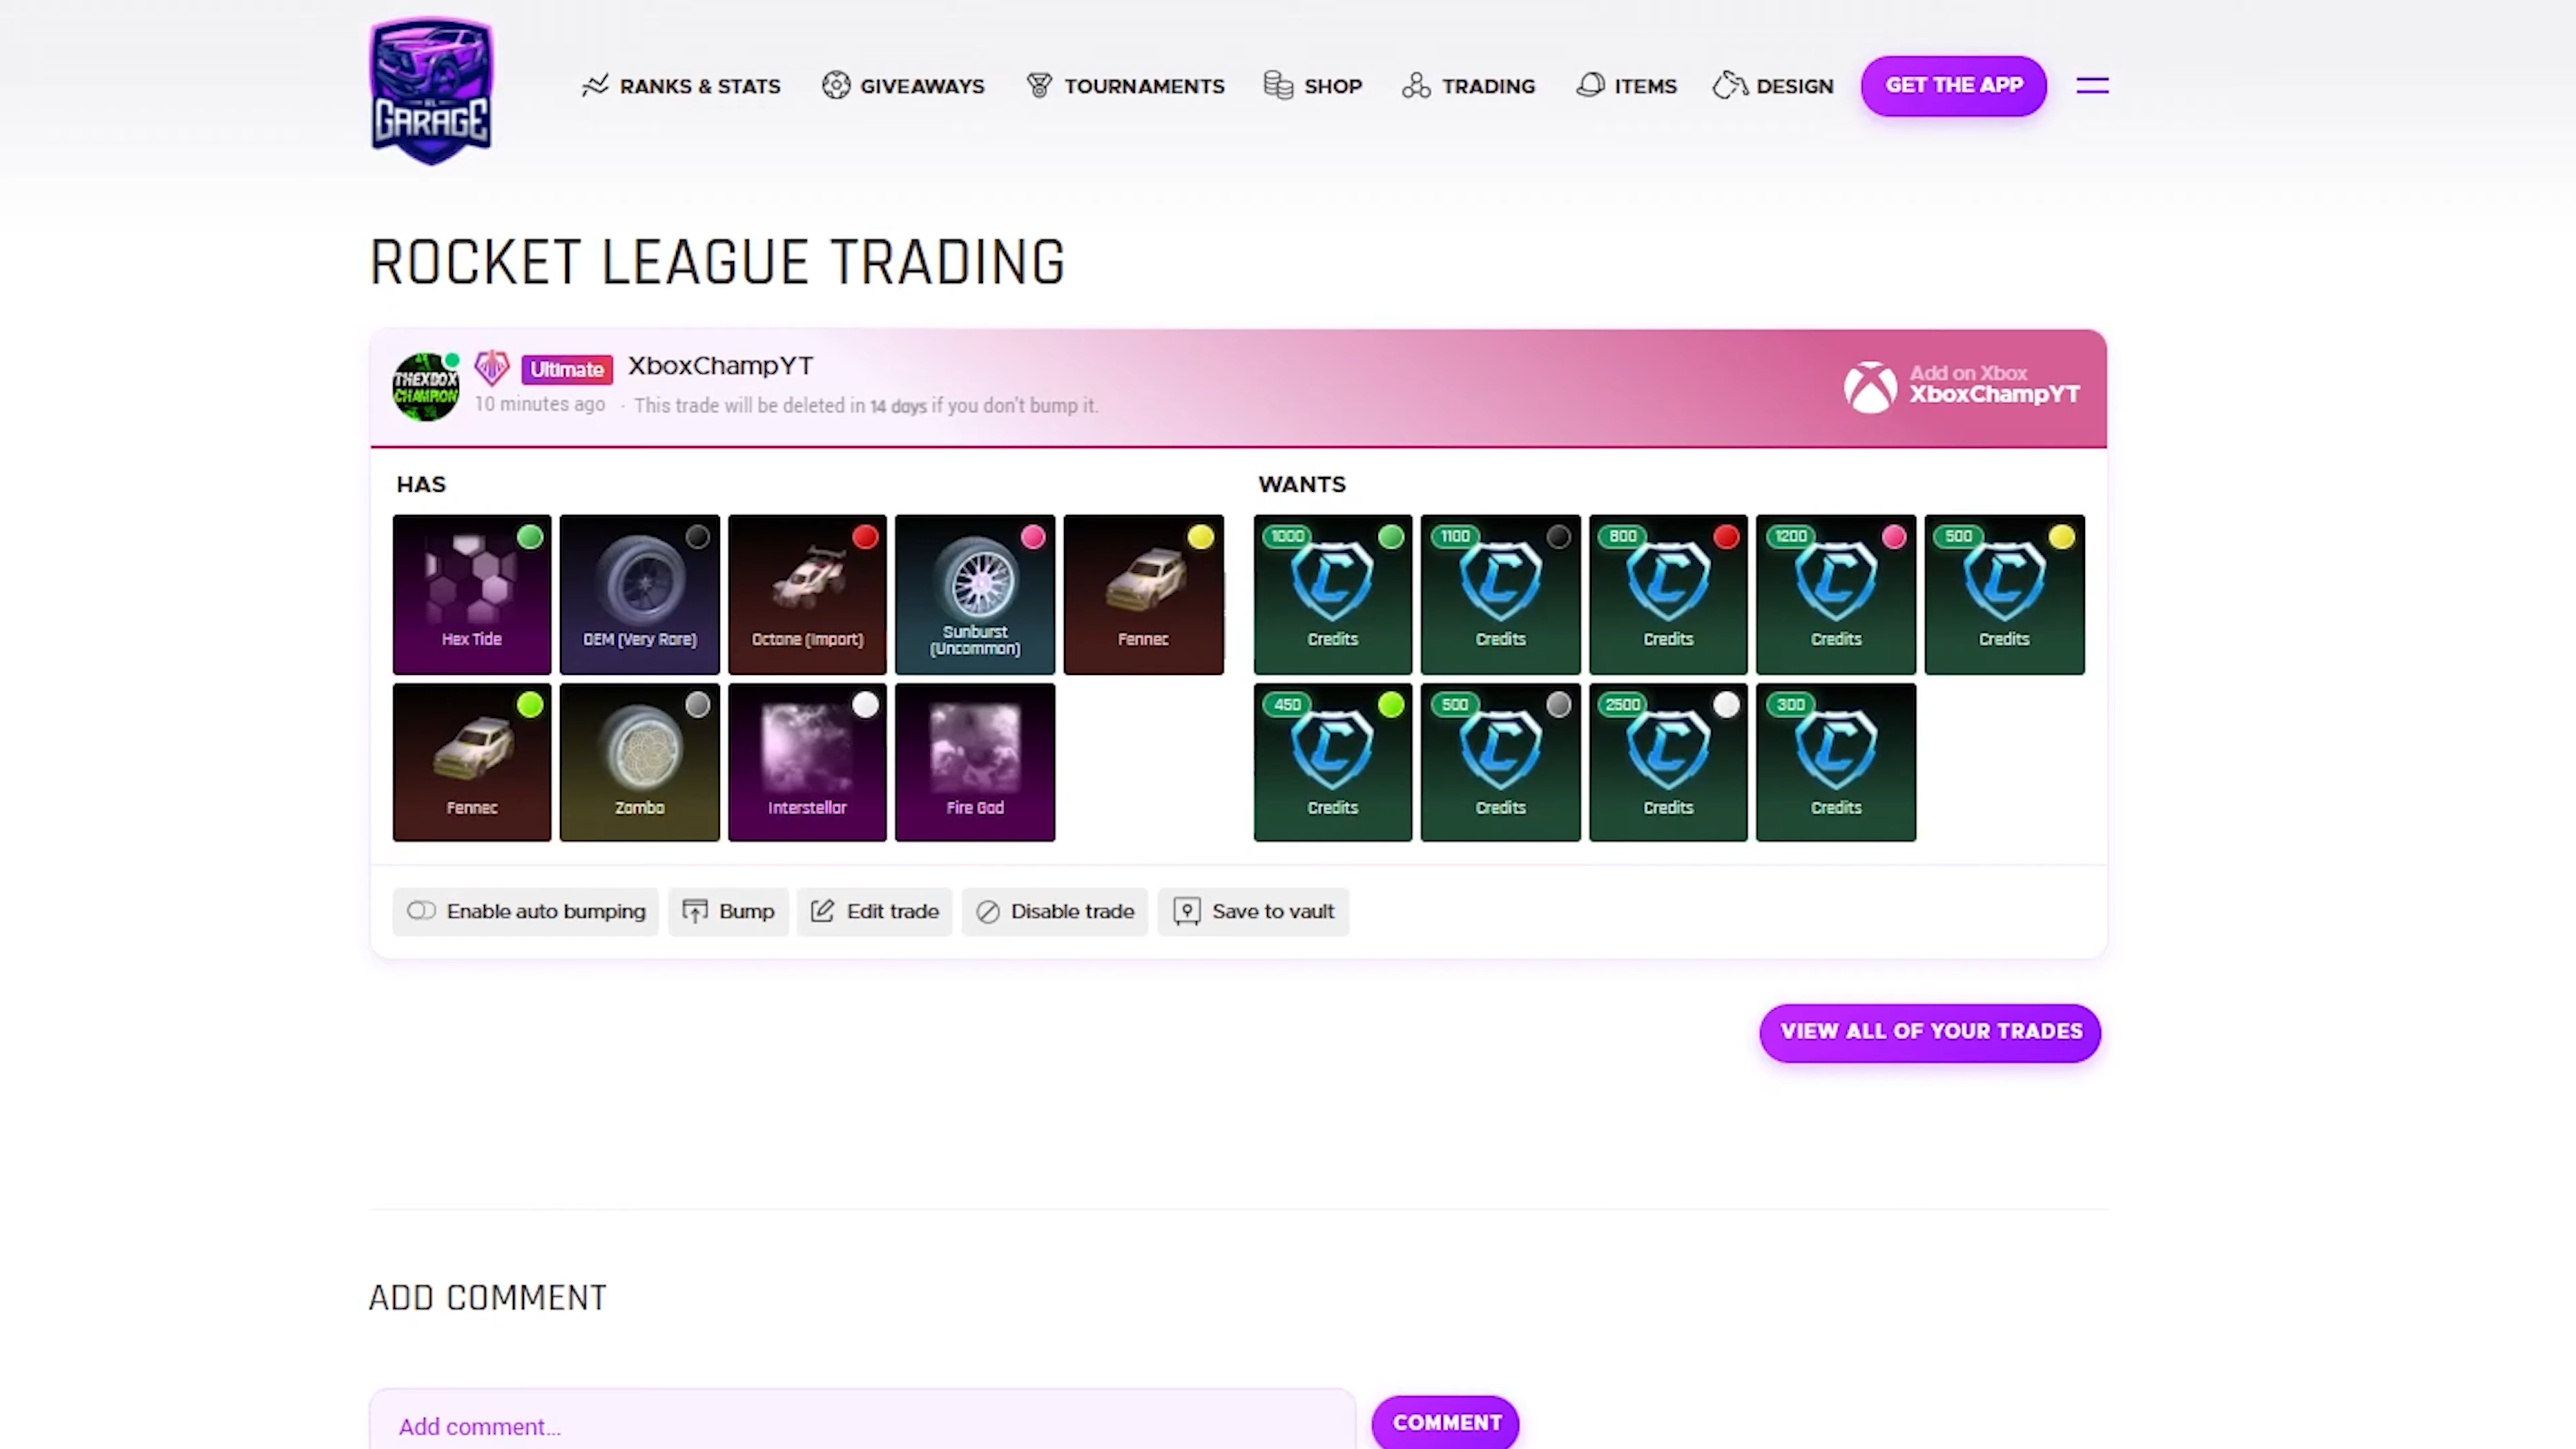 RL
GARAGE
RANKS & STATS
GIVEAWAYS
TOURNAMENTS
SHOP
TRADING
ITEMS
DESIGN
GET THE APP
ROCKET LEAGUE TRADING
THEXBOX
CHAMPION
Ultimate
XboxChampYT
10 minutes ago · This trade will be deleted in 14 days if you don't bump it.
Add on Xbox
XboxChampYT
HAS
Hex Tide
OEM (Very Rare)
Octane (Import)
Sunburst
(Uncommon)
Fennec
Fennec
Zomba
Interstellar
Fire God
WANTS
1000
Credits
1100
Credits
800
Credits
1200
Credits
500
Credits
450
Credits
500
Credits
2500
Credits
300
Credits
Enable auto bumping
Bump
Edit trade
Disable trade
Save to vault
VIEW ALL OF YOUR TRADES
ADD COMMENT
Add comment...
COMMENT